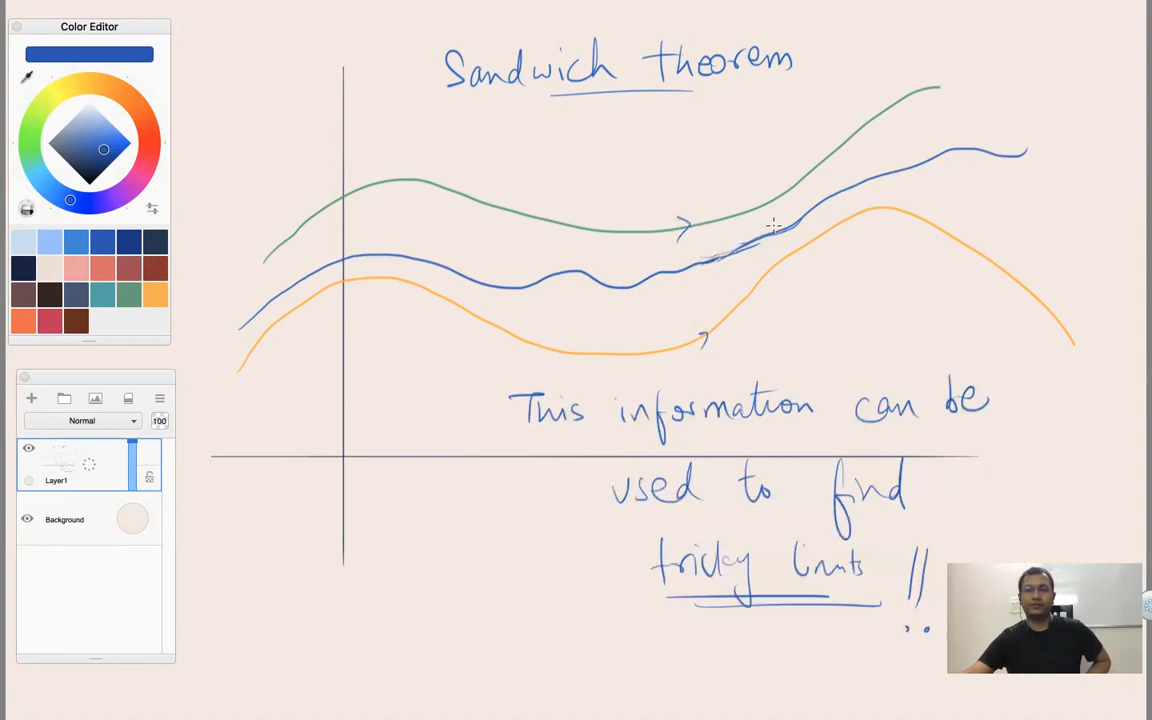 Color Editor
Sandwich theorem
Normal
100
Layer1
Background
This information can be
used to find
tricky limits !!